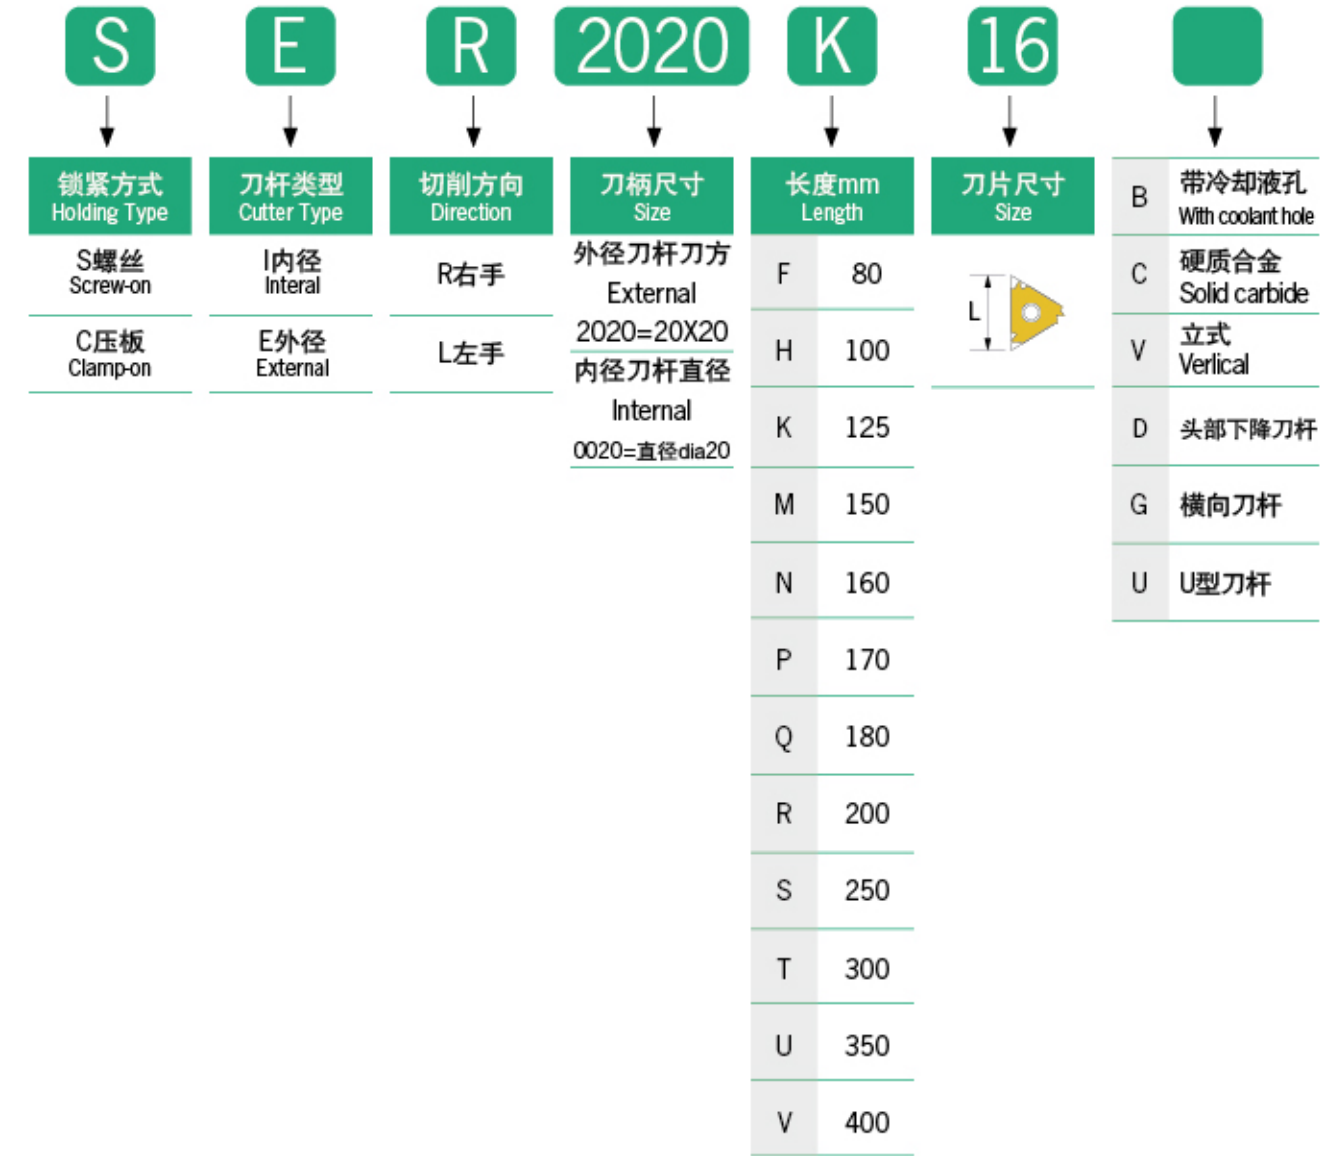 S E R 2020 K 16
锁紧方式
Holding Type
S螺丝
Screw-on
C压板
Clamp-on
刀杆类型
Cutter Type
I内径
Interal
E外径
External
切削方向
Direction
R右手
L左手
刀柄尺寸
Size
外径刀杆刀方
External
2020=20X20
内径刀杆直径
Internal
0020=直径dia20
长度mm
Length
F 80
H 100
K 125
M 150
N 160
P 170
Q 180
R 200
S 250
T 300
U 350
V 400
刀片尺寸
Size
L
B 带冷却液孔
With coolant hole
C 硬质合金
Solid carbide
V 立式
Verlical
D 头部下降刀杆
G 横向刀杆
U U型刀杆